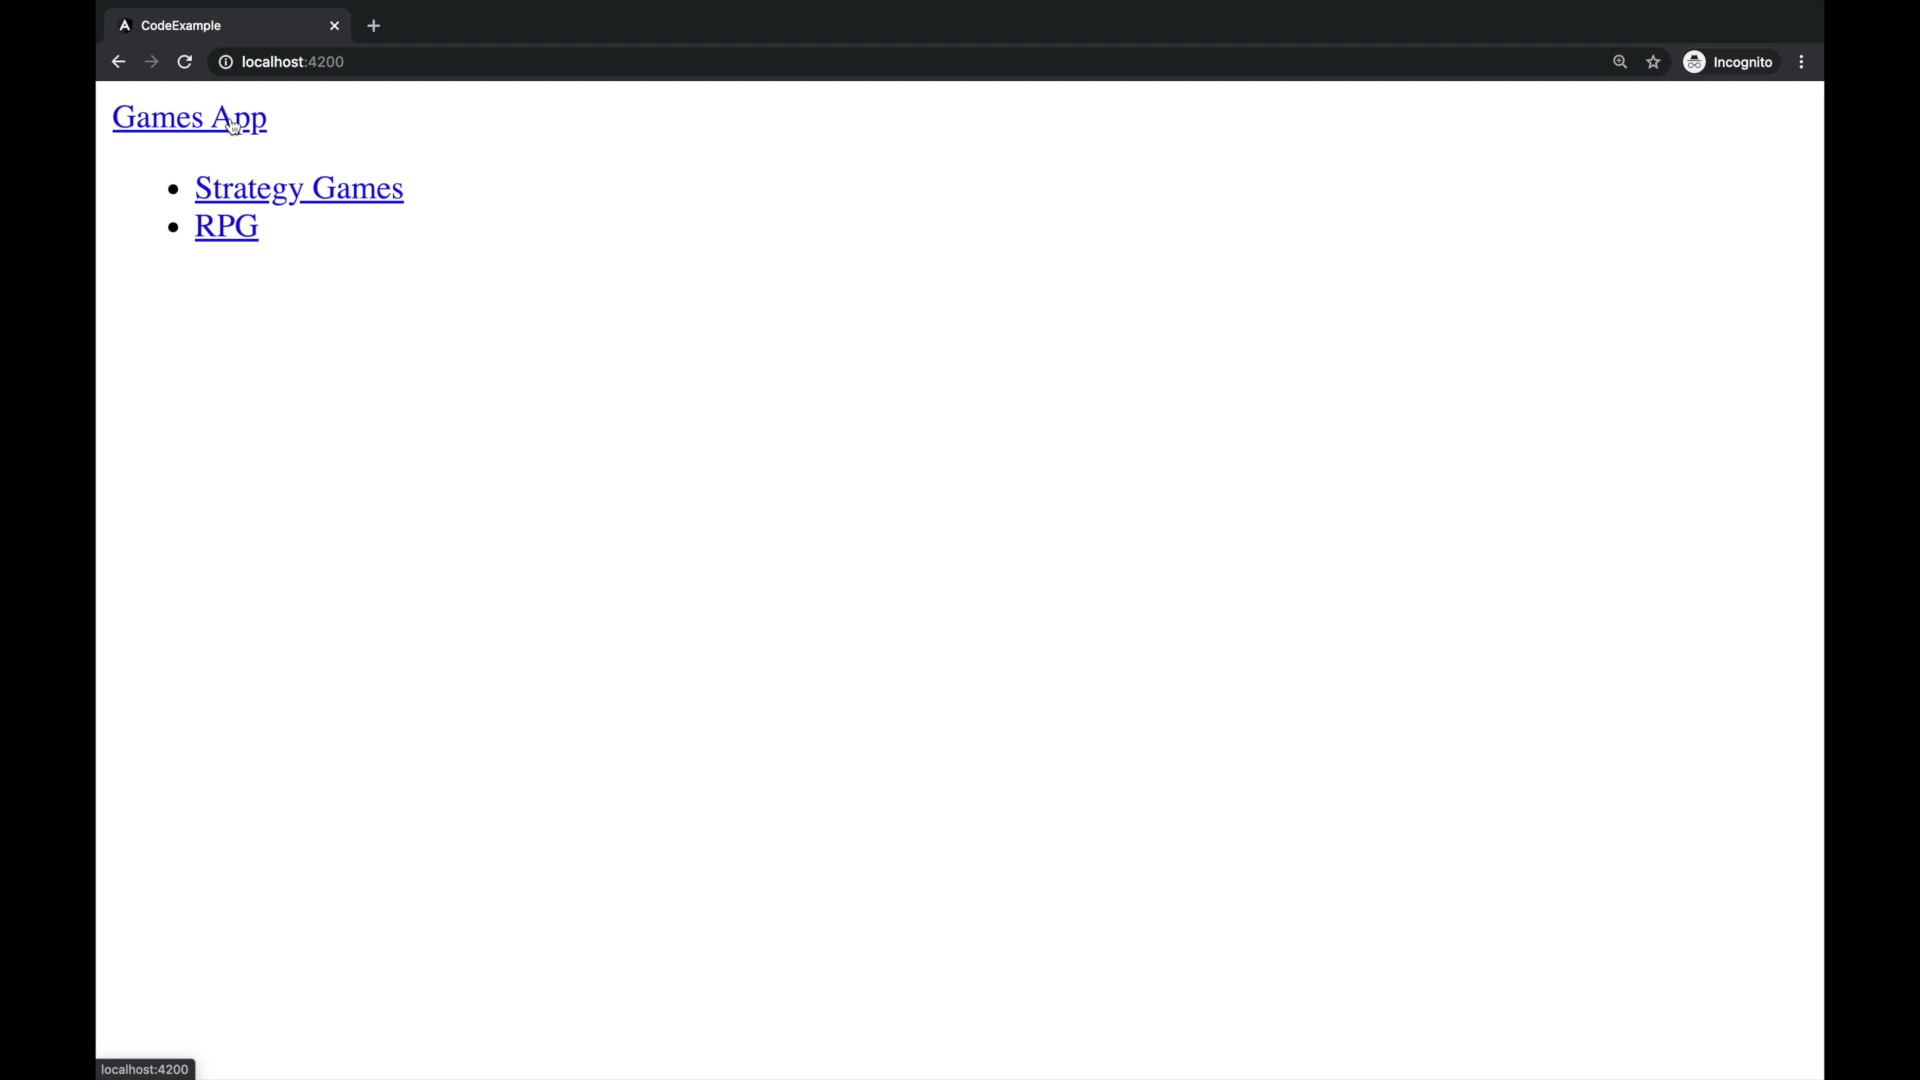 CodeExample
localhost:4200
Incognito
Games App
Strategy Games
RPG
localhost:4200